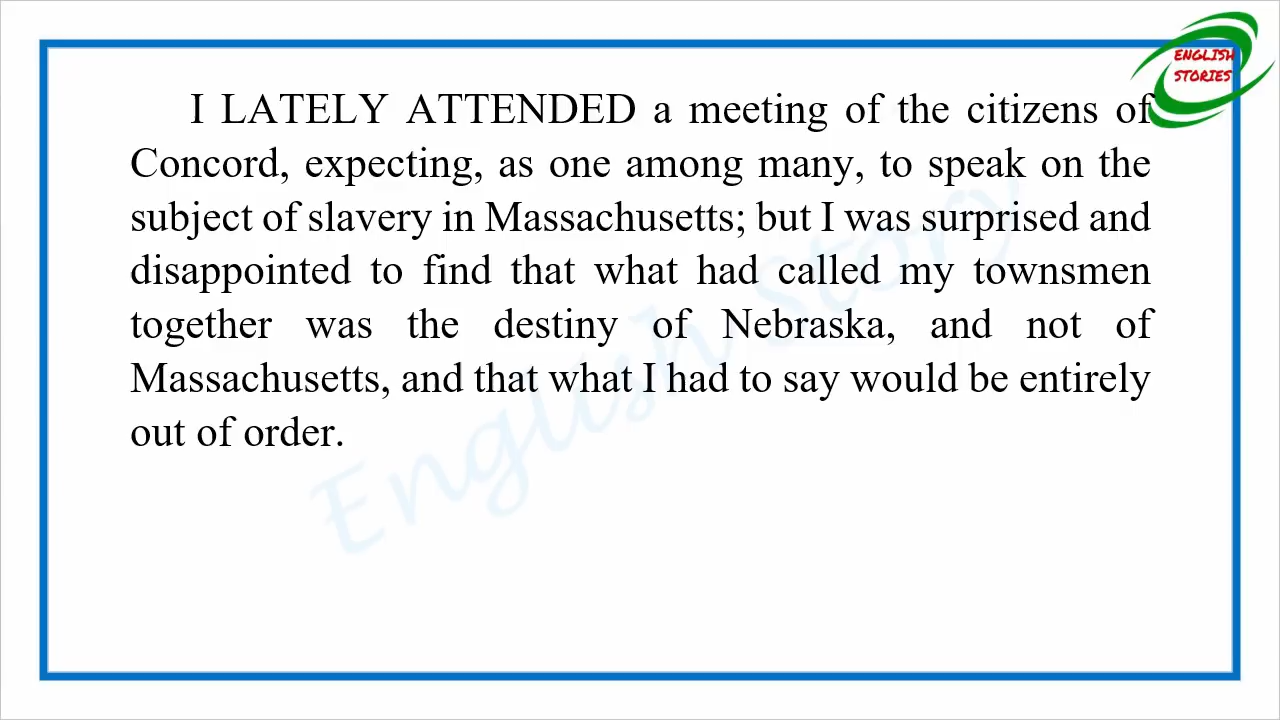 ENGLISH
STORIES
I LATELY ATTENDED a meeting of the citizens of
Concord, expecting, as one among many, to speak on the
subject of slavery in Massachusetts; but I was surprised and
disappointed to find that what had called my townsmen
together was the destiny of Nebraska, and not of
Massachusetts, and that what I had to say would be entirely
out of order.
English Story